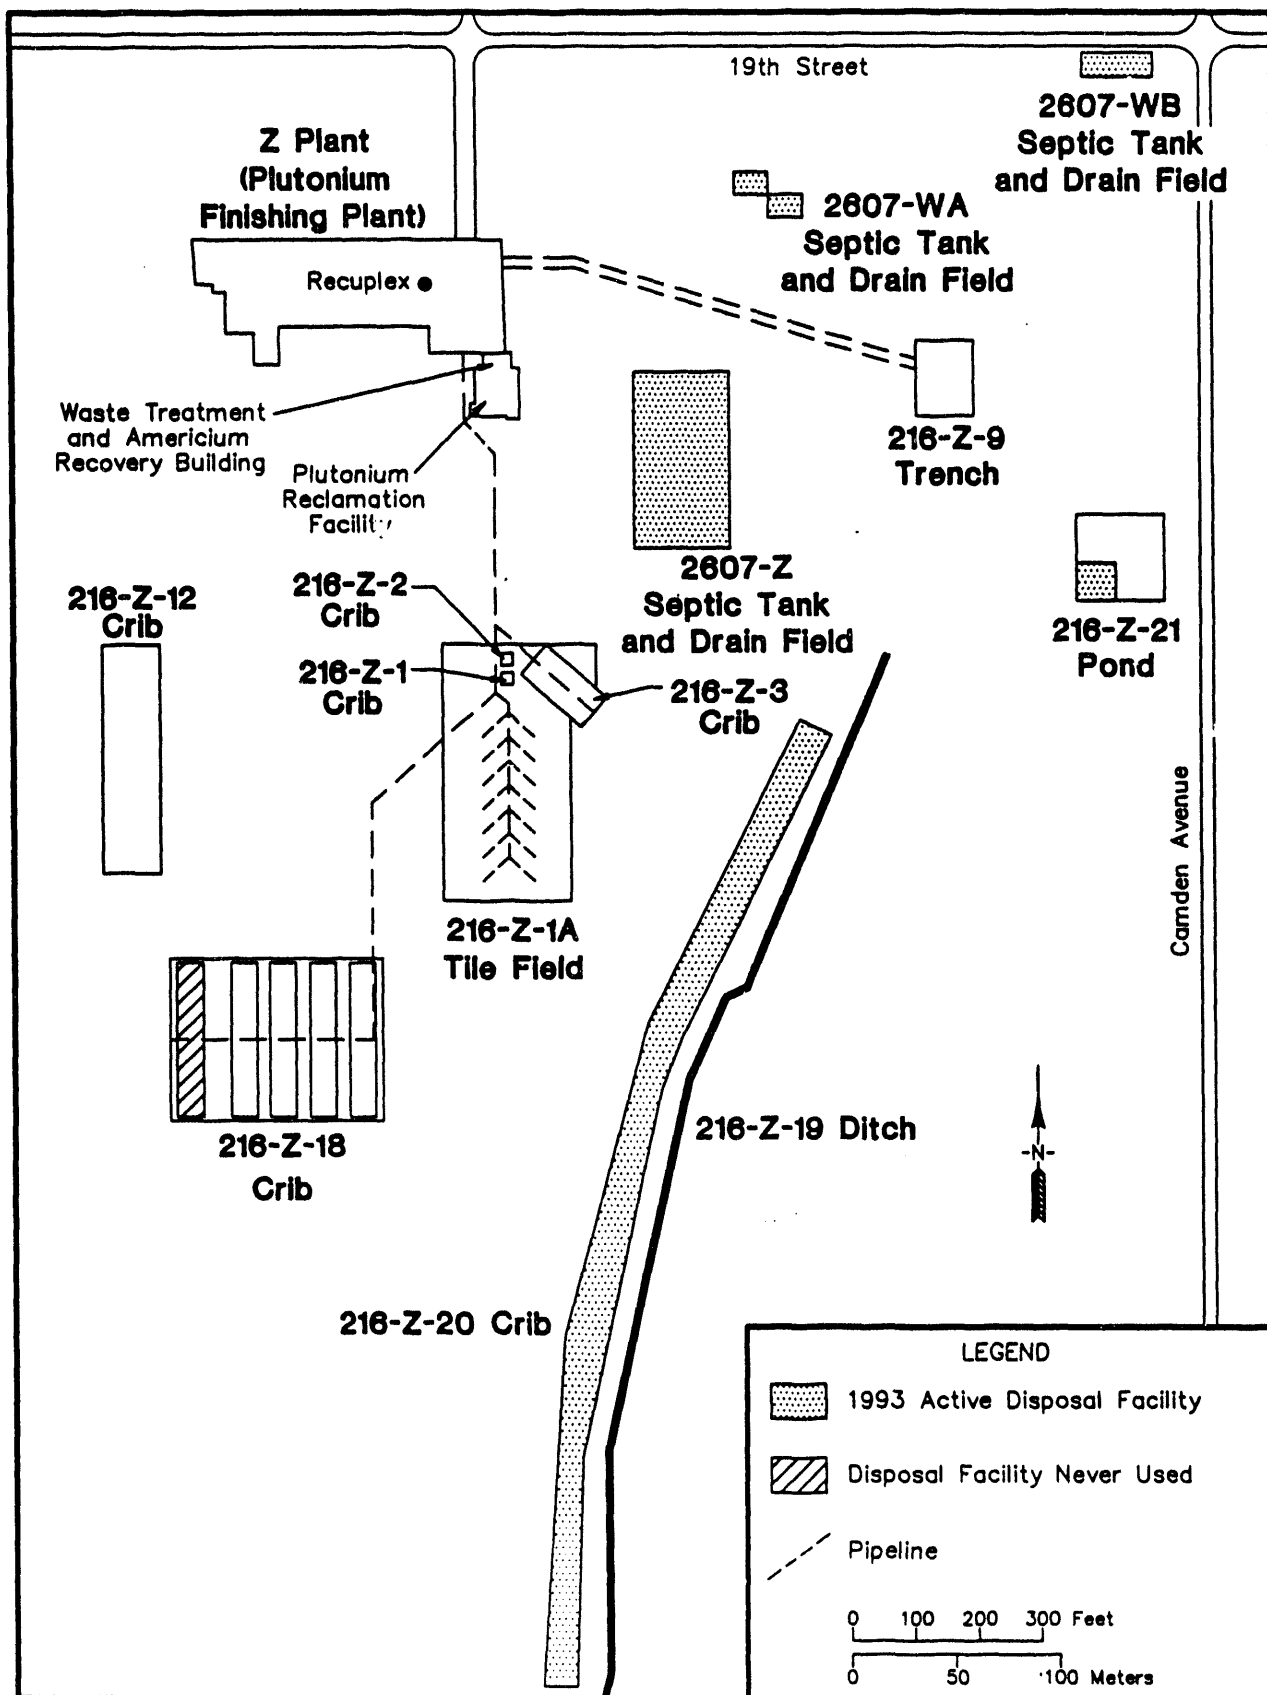 19th Street
2607-WB
Septic Tank
and Drain Field
Z Plant
(Plutonium
Finishing Plant)
2607-WA
Septic Tank
and Drain Field
Recuplex
Waste Treatment
and Americium
Recovery Building
216-Z-9
Trench
Plutonium
Reclamation
Facility
2607-Z
Septic Tank
and Drain Field
216-Z-12
Crib
216-Z-2
Crib
216-Z-1
Crib
216-Z-3
Crib
216-Z-21
Pond
Camden Avenue
216-Z-1A
Tile Field
216-Z-18
Crib
216-Z-19 Ditch
-N-
216-Z-20 Crib
LEGEND
1993 Active Disposal Facility
Disposal Facility Never Used
Pipeline
0 100 200 300 Feet
0 50 100 Meters